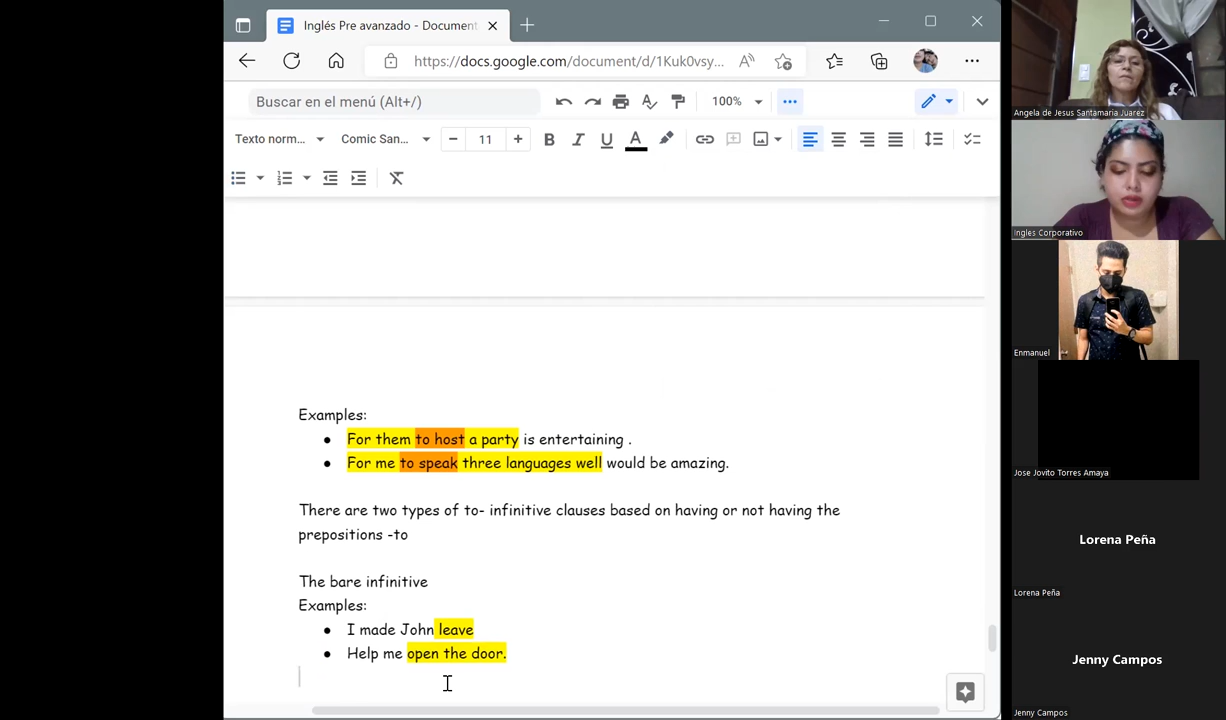 Inglés Pre avanzado - Document
https://docs.google.com/document/d/1Kuk0vsy...
Buscar en el menú (Alt+/)
100%
Texto norm...
Comic San...
11
Examples:
For them to host a party is entertaining .
For me to speak three languages well would be amazing.
There are two types of to- infinitive clauses based on having or not having the
prepositions -to
The bare infinitive
Examples:
I made John leave
Help me open the door.
Angela de Jesus Santamaria Juarez
Ingles Corporativo
Enmanuel
Jose Jovito Torres Amaya
Lorena Peña
Lorena Peña
Jenny Campos
Jenny Campos